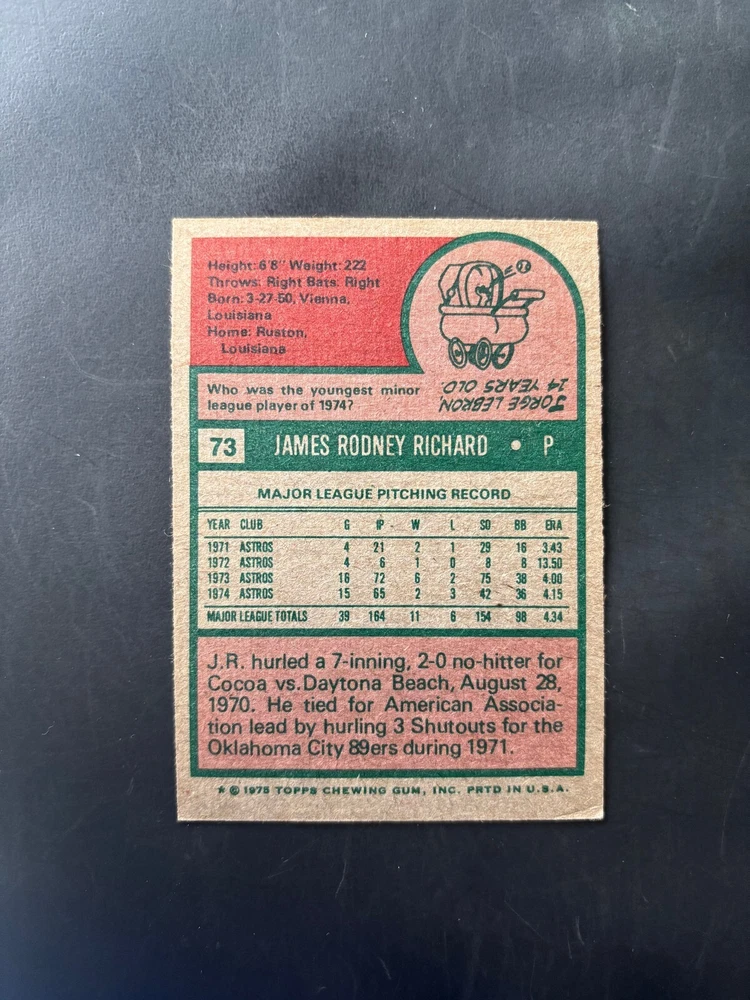 Height: 6'8" Weight: 222
Throws: Right Bats: Right
Born: 3-27-50, Vienna,
Louisiana
Home: Ruston,
Louisiana
Who was the youngest minor
league player of 1974?
JORGE LEBRON,
14 YEARS OLD.
73 JAMES RODNEY RICHARD • P
MAJOR LEAGUE PITCHING RECORD
YEAR CLUB G IP W L SO BB ERA
1971 ASTROS 4 21 2 1 29 16 3.43
1972 ASTROS 4 6 1 0 8 8 13.50
1973 ASTROS 16 72 6 2 75 38 4.00
1974 ASTROS 15 65 2 3 42 36 4.15
MAJOR LEAGUE TOTALS 39 164 11 6 154 98 4.34
J.R. hurled a 7-inning, 2-0 no-hitter for
Cocoa vs. Daytona Beach, August 28,
1970. He tied for American Associa-
tion lead by hurling 3 Shutouts for the
Oklahoma City 89ers during 1971.
* © 1975 TOPPS CHEWING GUM, INC. PRTD IN U.S.A.